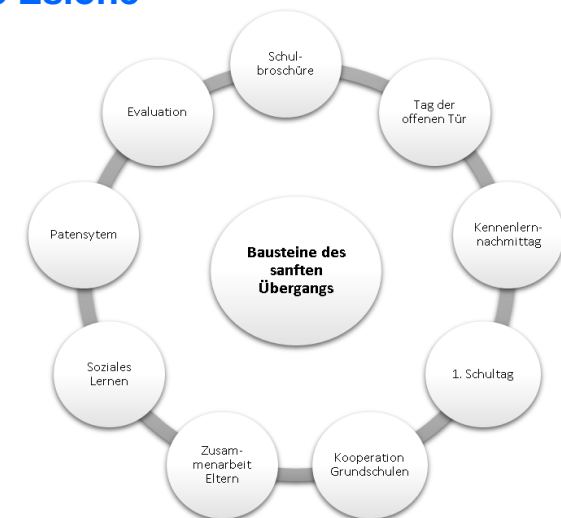 Schul-
broschüre
Tag der
offenen Tür
Kennenlern-
nachmittag
1. Schultag
Kooperation
Grundschulen
Zusam-
menarbeit
Eltern
Soziales
Lernen
Patensytem
Evaluation
Bausteine des
sanften
Übergangs